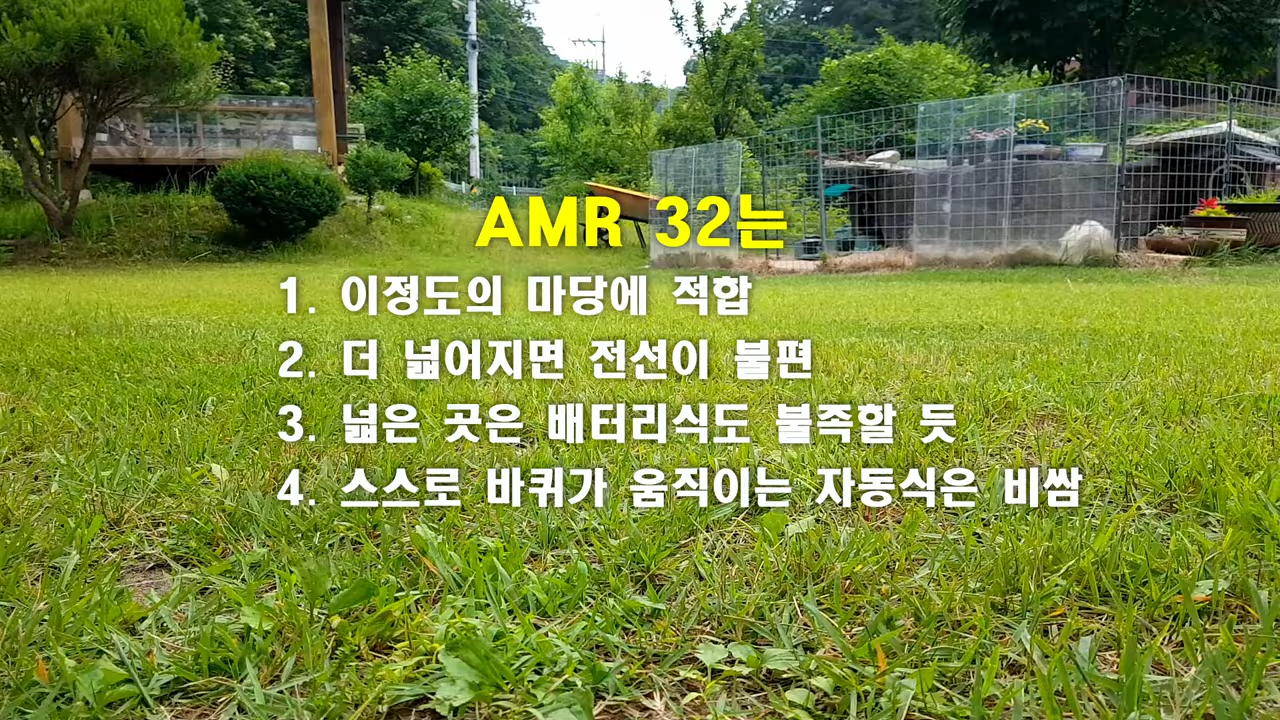 AMR 32는
1. 이정도의 마당에 적합
2. 더 넓어지면 전선이 불편
3. 넓은 곳은 배터리식도 불족할 듯
4. 스스로 바퀴가 움직이는 자동식은 비쌈